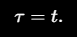 τ = t.